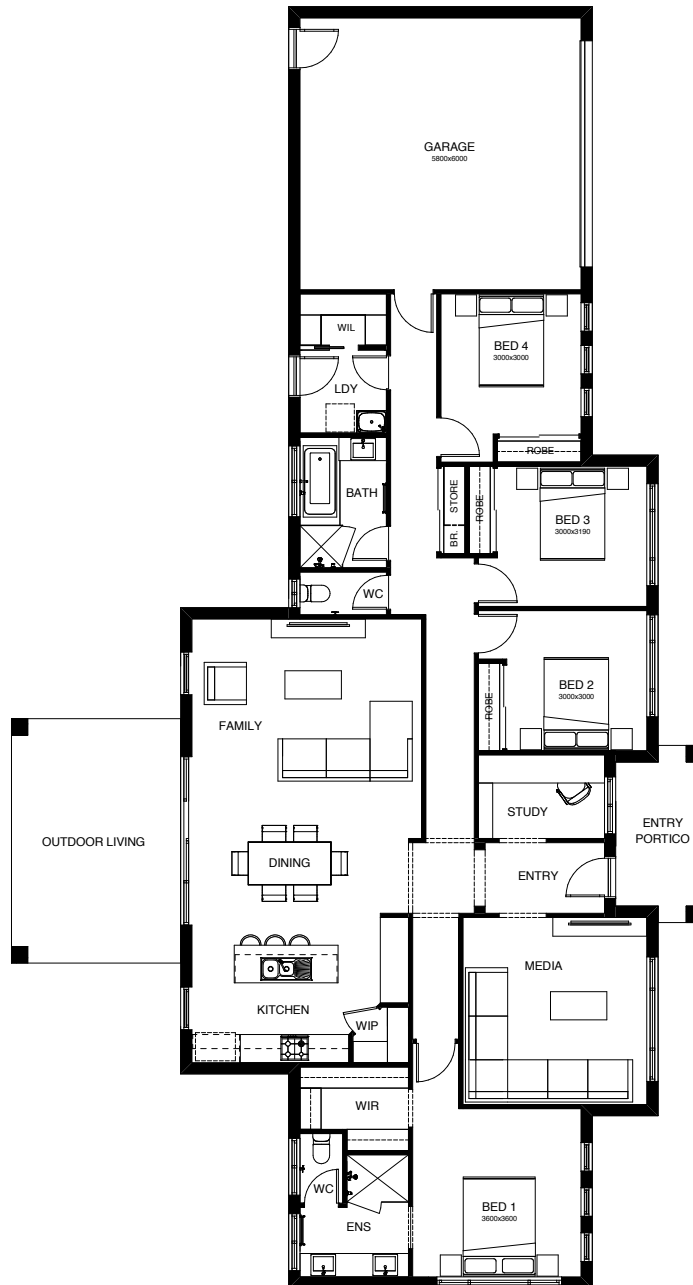 GARAGE
5800x6000
WIL
BED 4
3000x3000
LDY
ROBE
BATH
STORE
BR.
ROBE
BED 3
3000x3190
WC
BED 2
3000x3000
ROBE
FAMILY
STUDY
ENTRY
PORTICO
OUTDOOR LIVING
DINING
ENTRY
MEDIA
KITCHEN
WIP
WIR
WC
ENS
BED 1
3600x3600